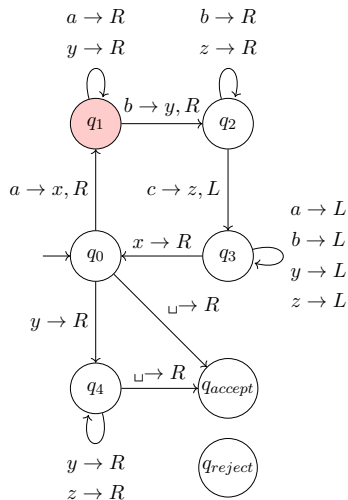 a → R
b → R
y → R
z → R
q1
b → y, R
q2
a → x, R
c → z, L
a → L
q0
x → R
q3
b → L
y → L
z → L
␣→ R
y → R
␣→ R
q4
qaccept
y → R
z → R
qreject